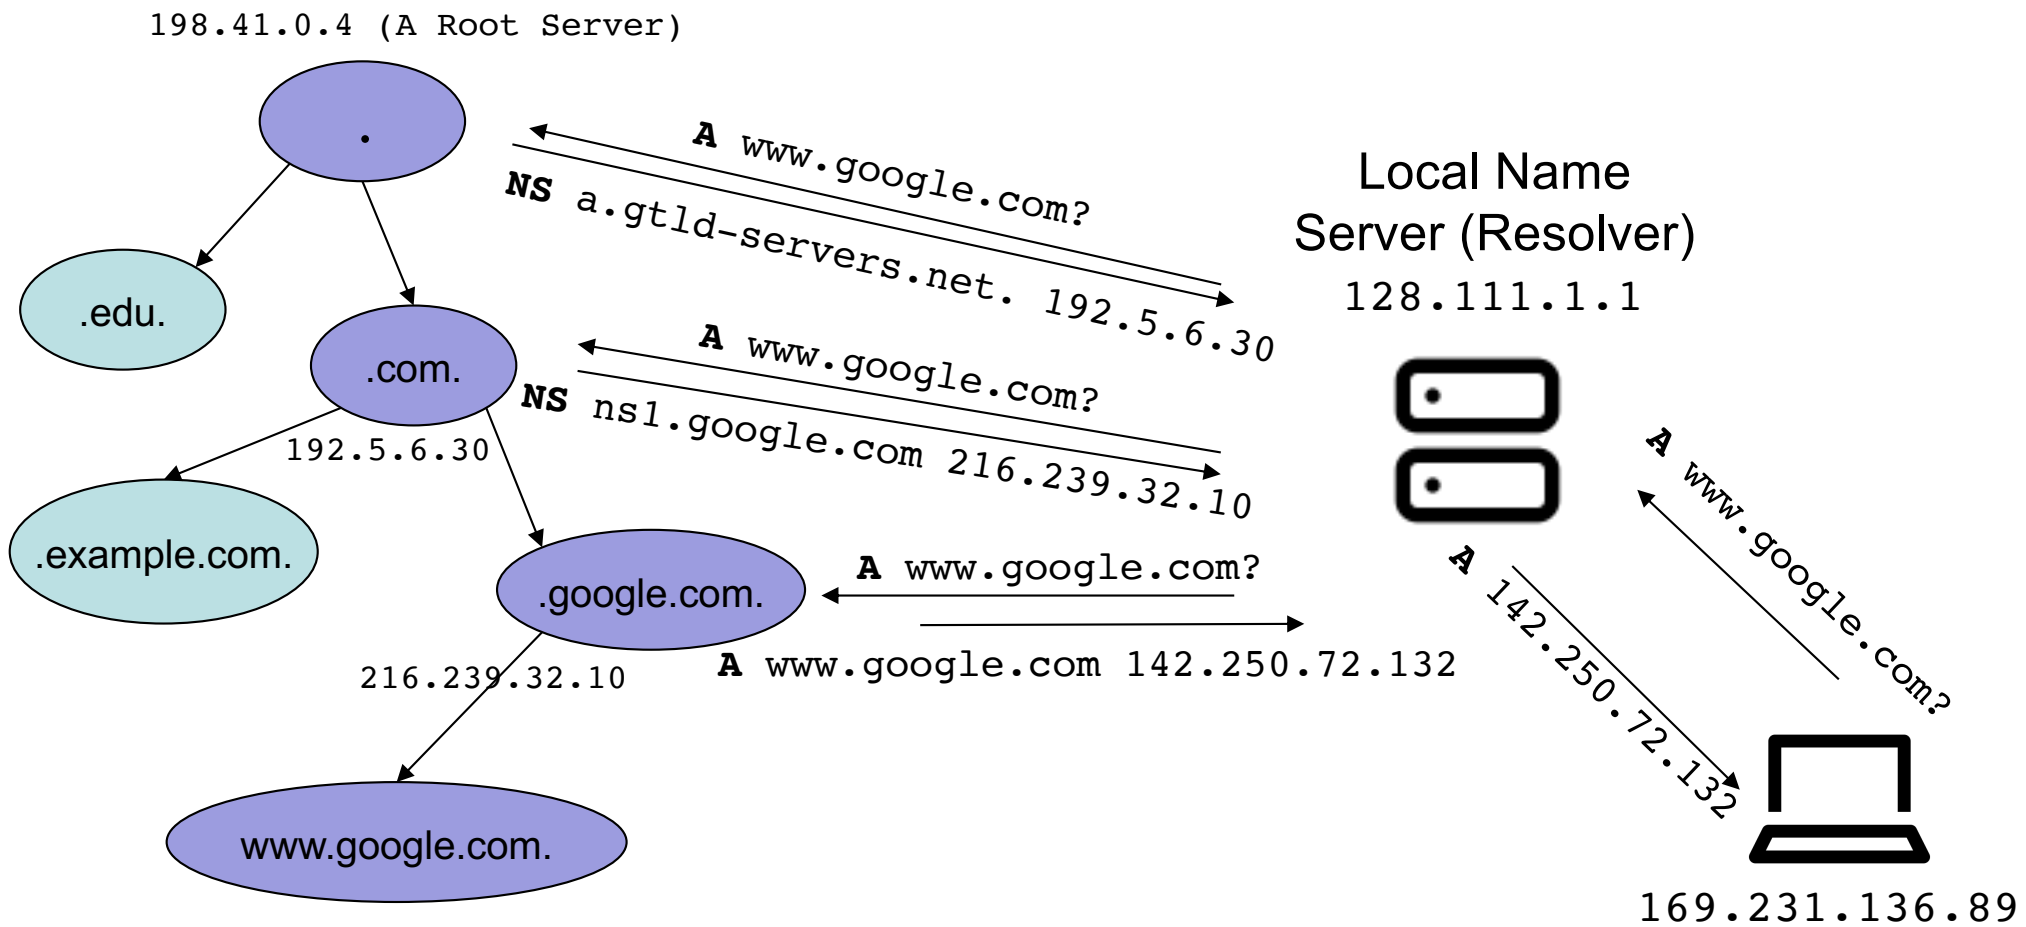 198.41.0.4 (A Root Server)
.
A www.google.com?
NS a.gtld-servers.net. 192.5.6.30
Local Name
Server (Resolver)
128.111.1.1
.edu.
.com.
192.5.6.30
A www.google.com?
NS ns1.google.com 216.239.32.10
.example.com.
.google.com.
216.239.32.10
A www.google.com?
A www.google.com 142.250.72.132
A www.google.com?
A 142.250.72.132
www.google.com.
169.231.136.89